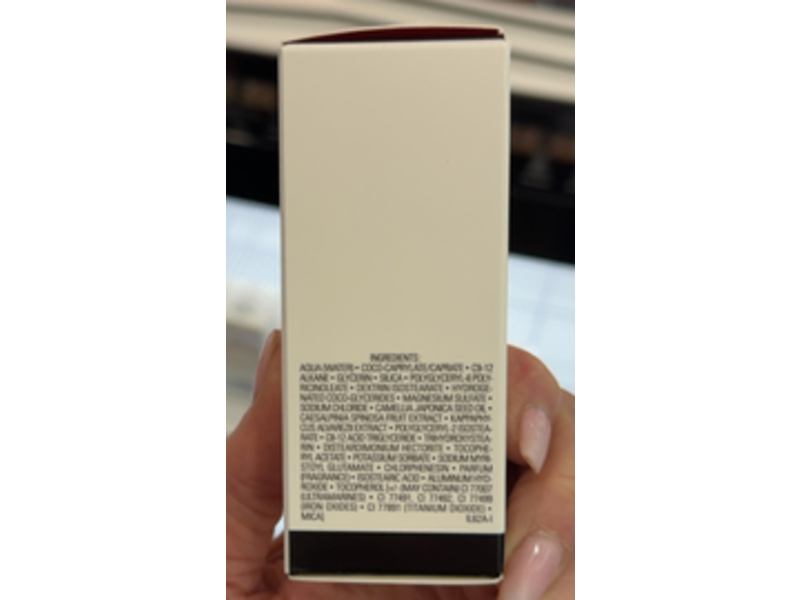 INGREDIENTS:
AQUA (WATER) • COCO-CAPRYLATE/CAPRATE • C9-12
ALKANE • GLYCERIN • SILICA • POLYGLYCERYL-6 POLY-
RICINOLEATE • DEXTRIN ISOSTEARATE • HYDROGE-
NATED COCO-GLYCERIDES • MAGNESIUM SULFATE •
SODIUM CHLORIDE • CAMELLIA JAPONICA SEED OIL •
CAESALPINIA SPINOSA FRUIT EXTRACT • KAPPAPHY-
CUS ALVAREZII EXTRACT • POLYGLYCERYL-2 ISOSTEA-
RATE • C8-12 ACID TRIGLYCERIDE • TRIHYDROXYSTEA-
RIN • DISTEARDIMONIUM HECTORITE • TOCOPHE-
RYL ACETATE • POTASSIUM SORBATE • SODIUM MYRI-
STOYL GLUTAMATE • CHLORPHENESIN • PARFUM
(FRAGRANCE) • ISOSTEARIC ACID • ALUMINUM HYD-
ROXIDE • TOCOPHEROL [+/- (MAY CONTAIN) CI 77007
(ULTRAMARINES) • CI 77491, CI 77492, CI 77499
(IRON OXIDES) • CI 77891 (TITANIUM DIOXIDE) •
MICA]